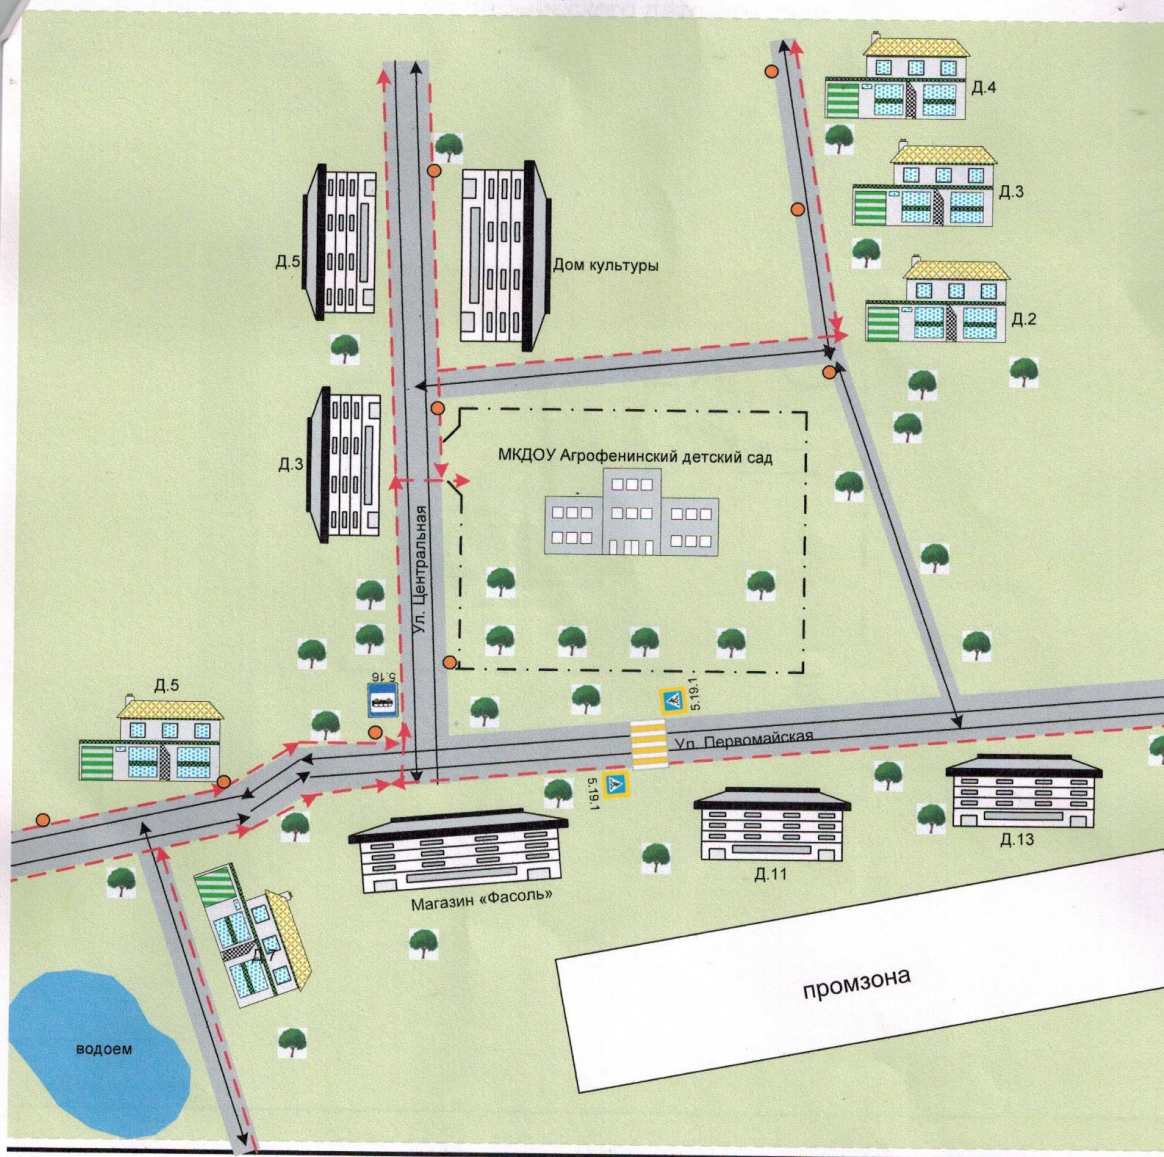 Д.4
Д.3
Д.2
Д.5
Дом культуры
Д.3
МКДОУ Агрофенинский детский сад
Ул. Центральная
5.16
5.19.1
Д.5
Ул. Первомайская
5.19.1
Магазин «Фасоль»
Д.11
Д.13
промзона
водоем